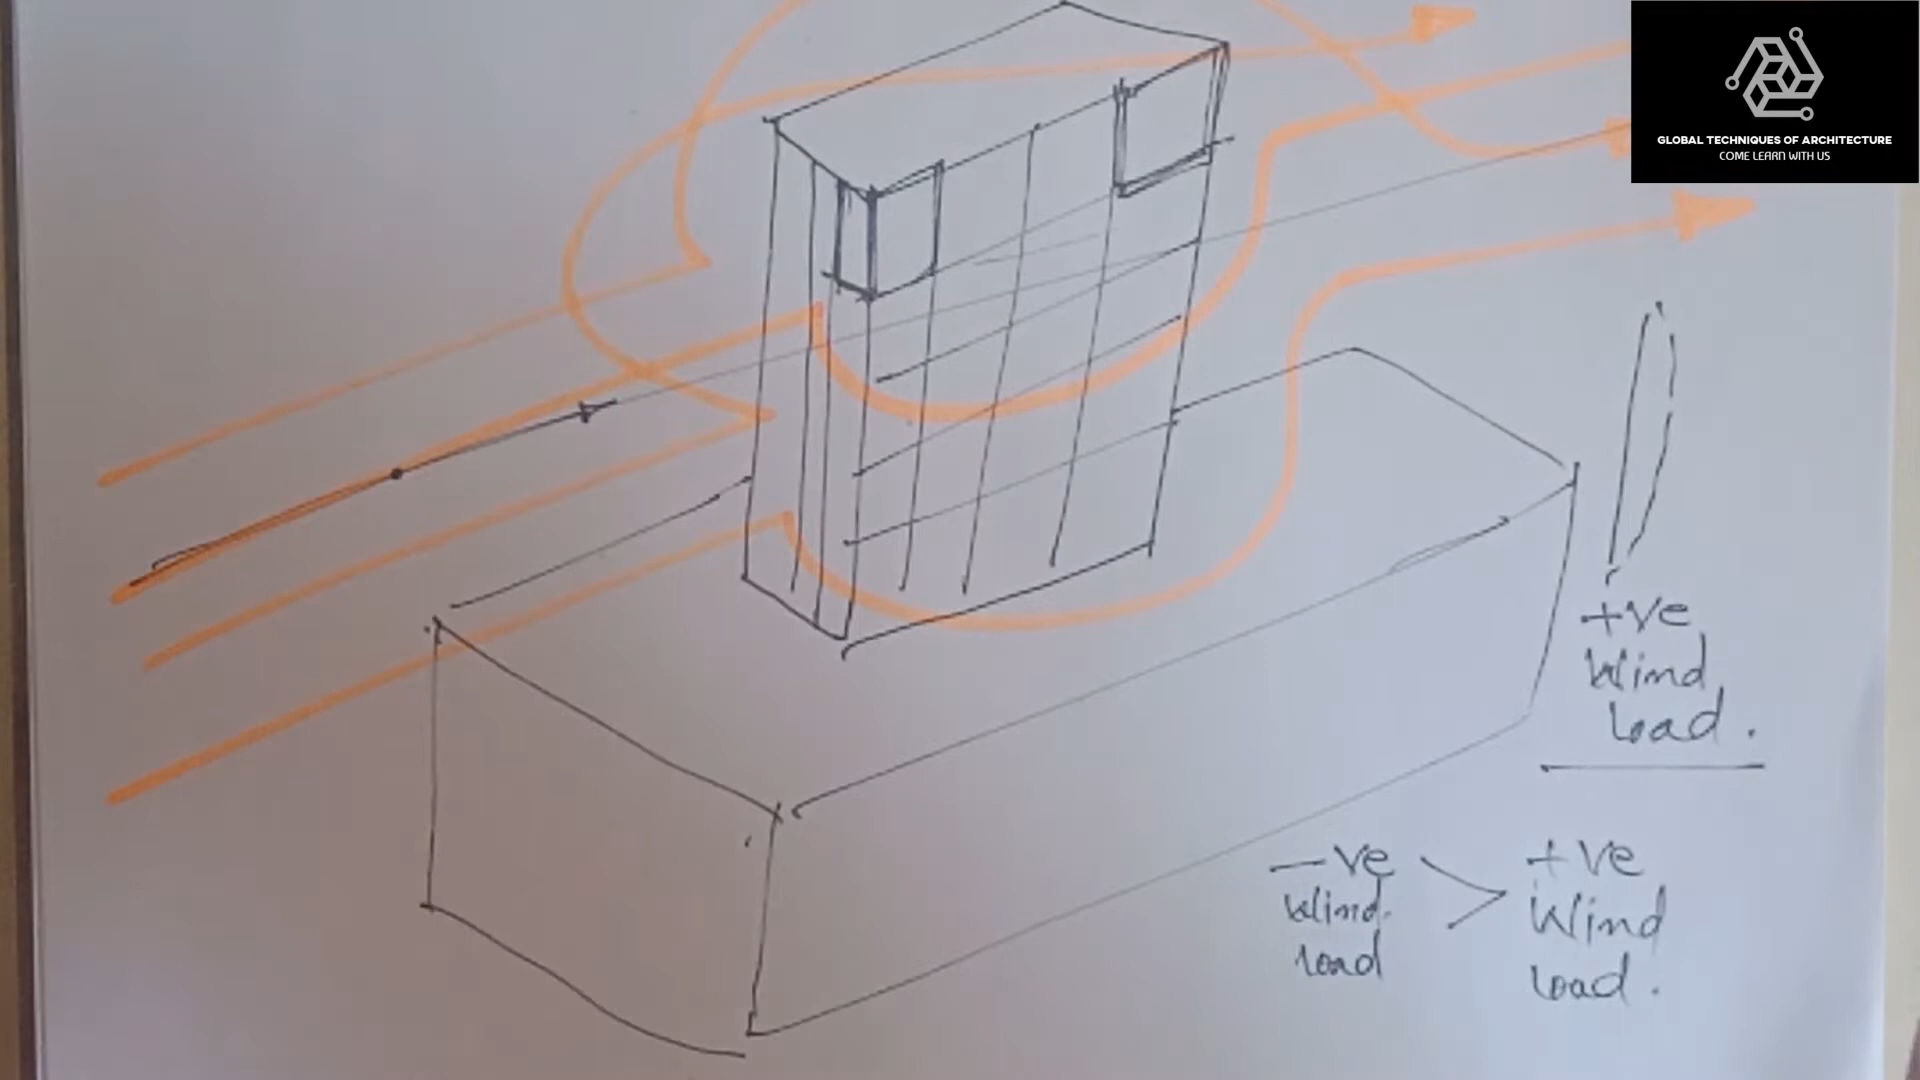 GLOBAL TECHNIQUES OF ARCHITECTURE
COME LEARN WITH US
+ve
Wind
load.
-ve > +ve
Wind. Wind
load load.